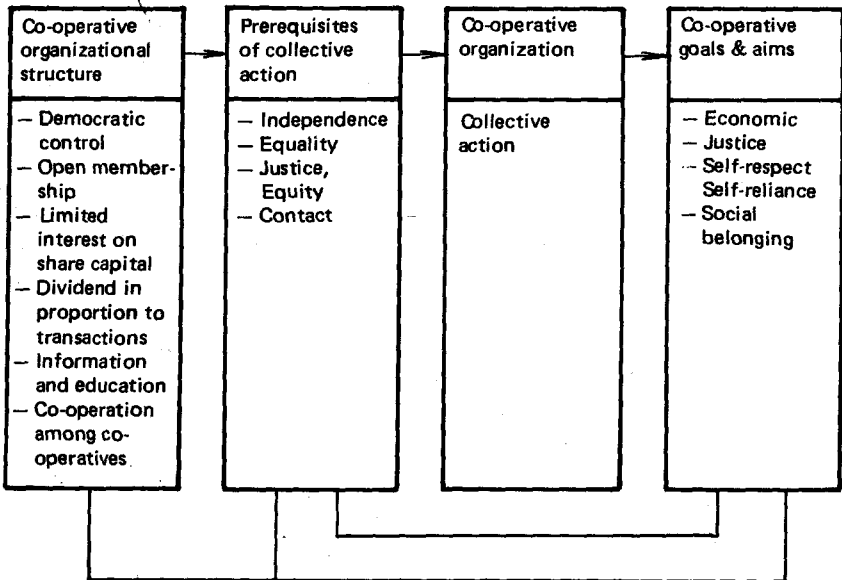 Co-operative
organizational
structure
— Democratic
control
— Open member-
ship
— Limited
interest on
share capital
— Dividend in
proportion to
transactions
— Information
and education
— Co-operation
among co-
operatives
Prerequisites
of collective
action
— Independence
— Equality
— Justice,
Equity
— Contact
Co-operative
organization
Collective
action
Co-operative
goals & aims
— Economic
— Justice
— Self-respect
Self-reliance
— Social
belonging